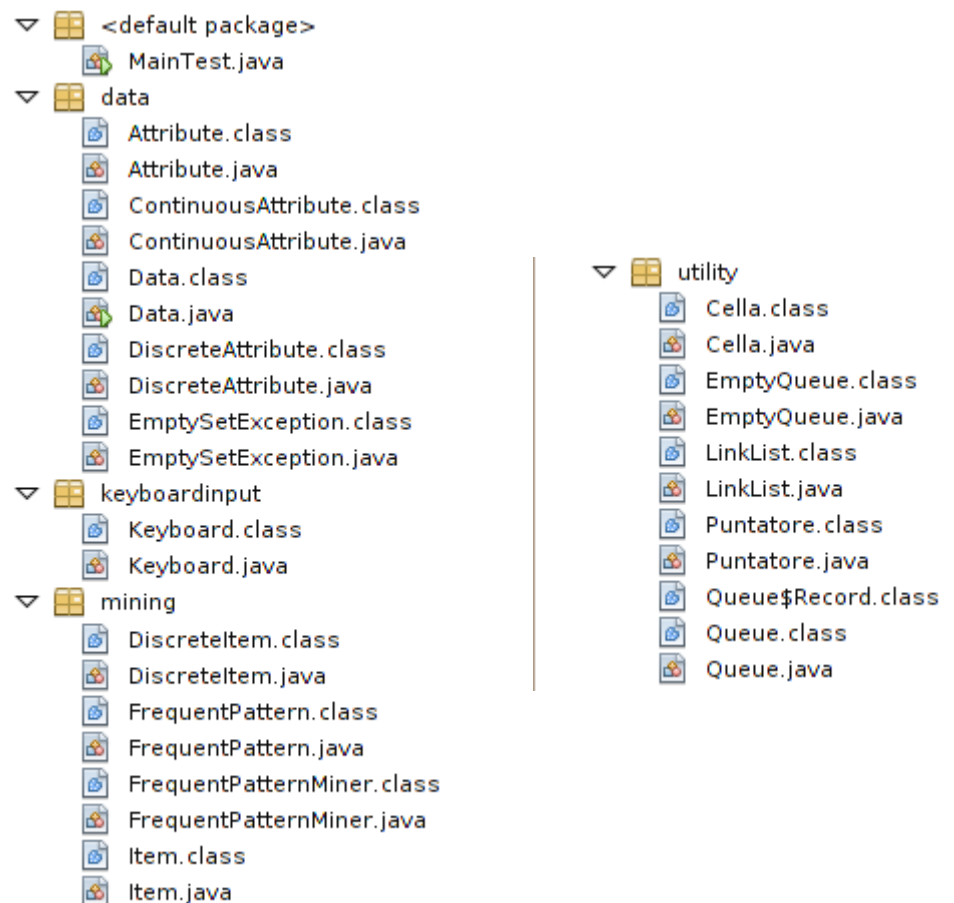 <default package>
MainTest.java
data
Attribute.class
Attribute.java
ContinuousAttribute.class
ContinuousAttribute.java
Data.class
Data.java
DiscreteAttribute.class
DiscreteAttribute.java
EmptySetException.class
EmptySetException.java
keyboardinput
Keyboard.class
Keyboard.java
mining
DiscreteItem.class
DiscreteItem.java
FrequentPattern.class
FrequentPattern.java
FrequentPatternMiner.class
FrequentPatternMiner.java
Item.class
Item.java
utility
Cella.class
Cella.java
EmptyQueue.class
EmptyQueue.java
LinkList.class
LinkList.java
Puntatore.class
Puntatore.java
Queue$Record.class
Queue.class
Queue.java